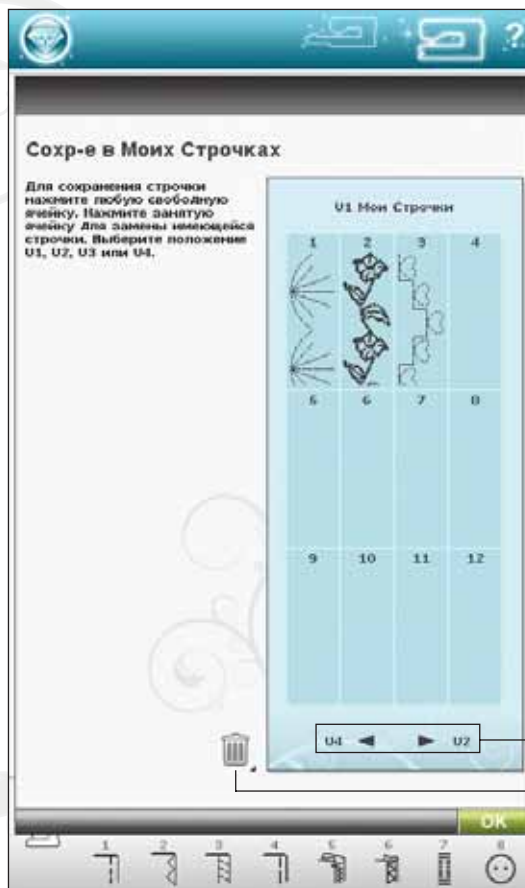 ?
Сохр-е в Моих Строчках
Для сохранения строчки
нажмите любую свободную
ячейку. Нажмите занятую
ячейку для замены имеющейся
строчки. Выберите положение
U1, U2, U3 или U4.
U1 Мои Строчки
1 2 3 4
5 6 7 8
9 10 11 12
U4 U2
OK
1 2 3 4 5 6 7 8